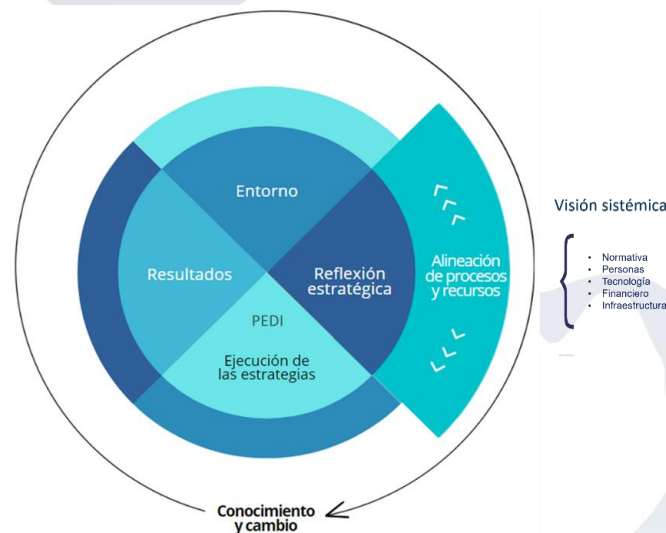 Entorno
Resultados
Reflexión
estratégica
Alineación
de procesos
y recursos
PEDI
Ejecución de
las estrategias
Conocimiento
y cambio
Visión sistémica
• Normativa
• Personas
• Tecnología
• Financiero
• Infraestructura